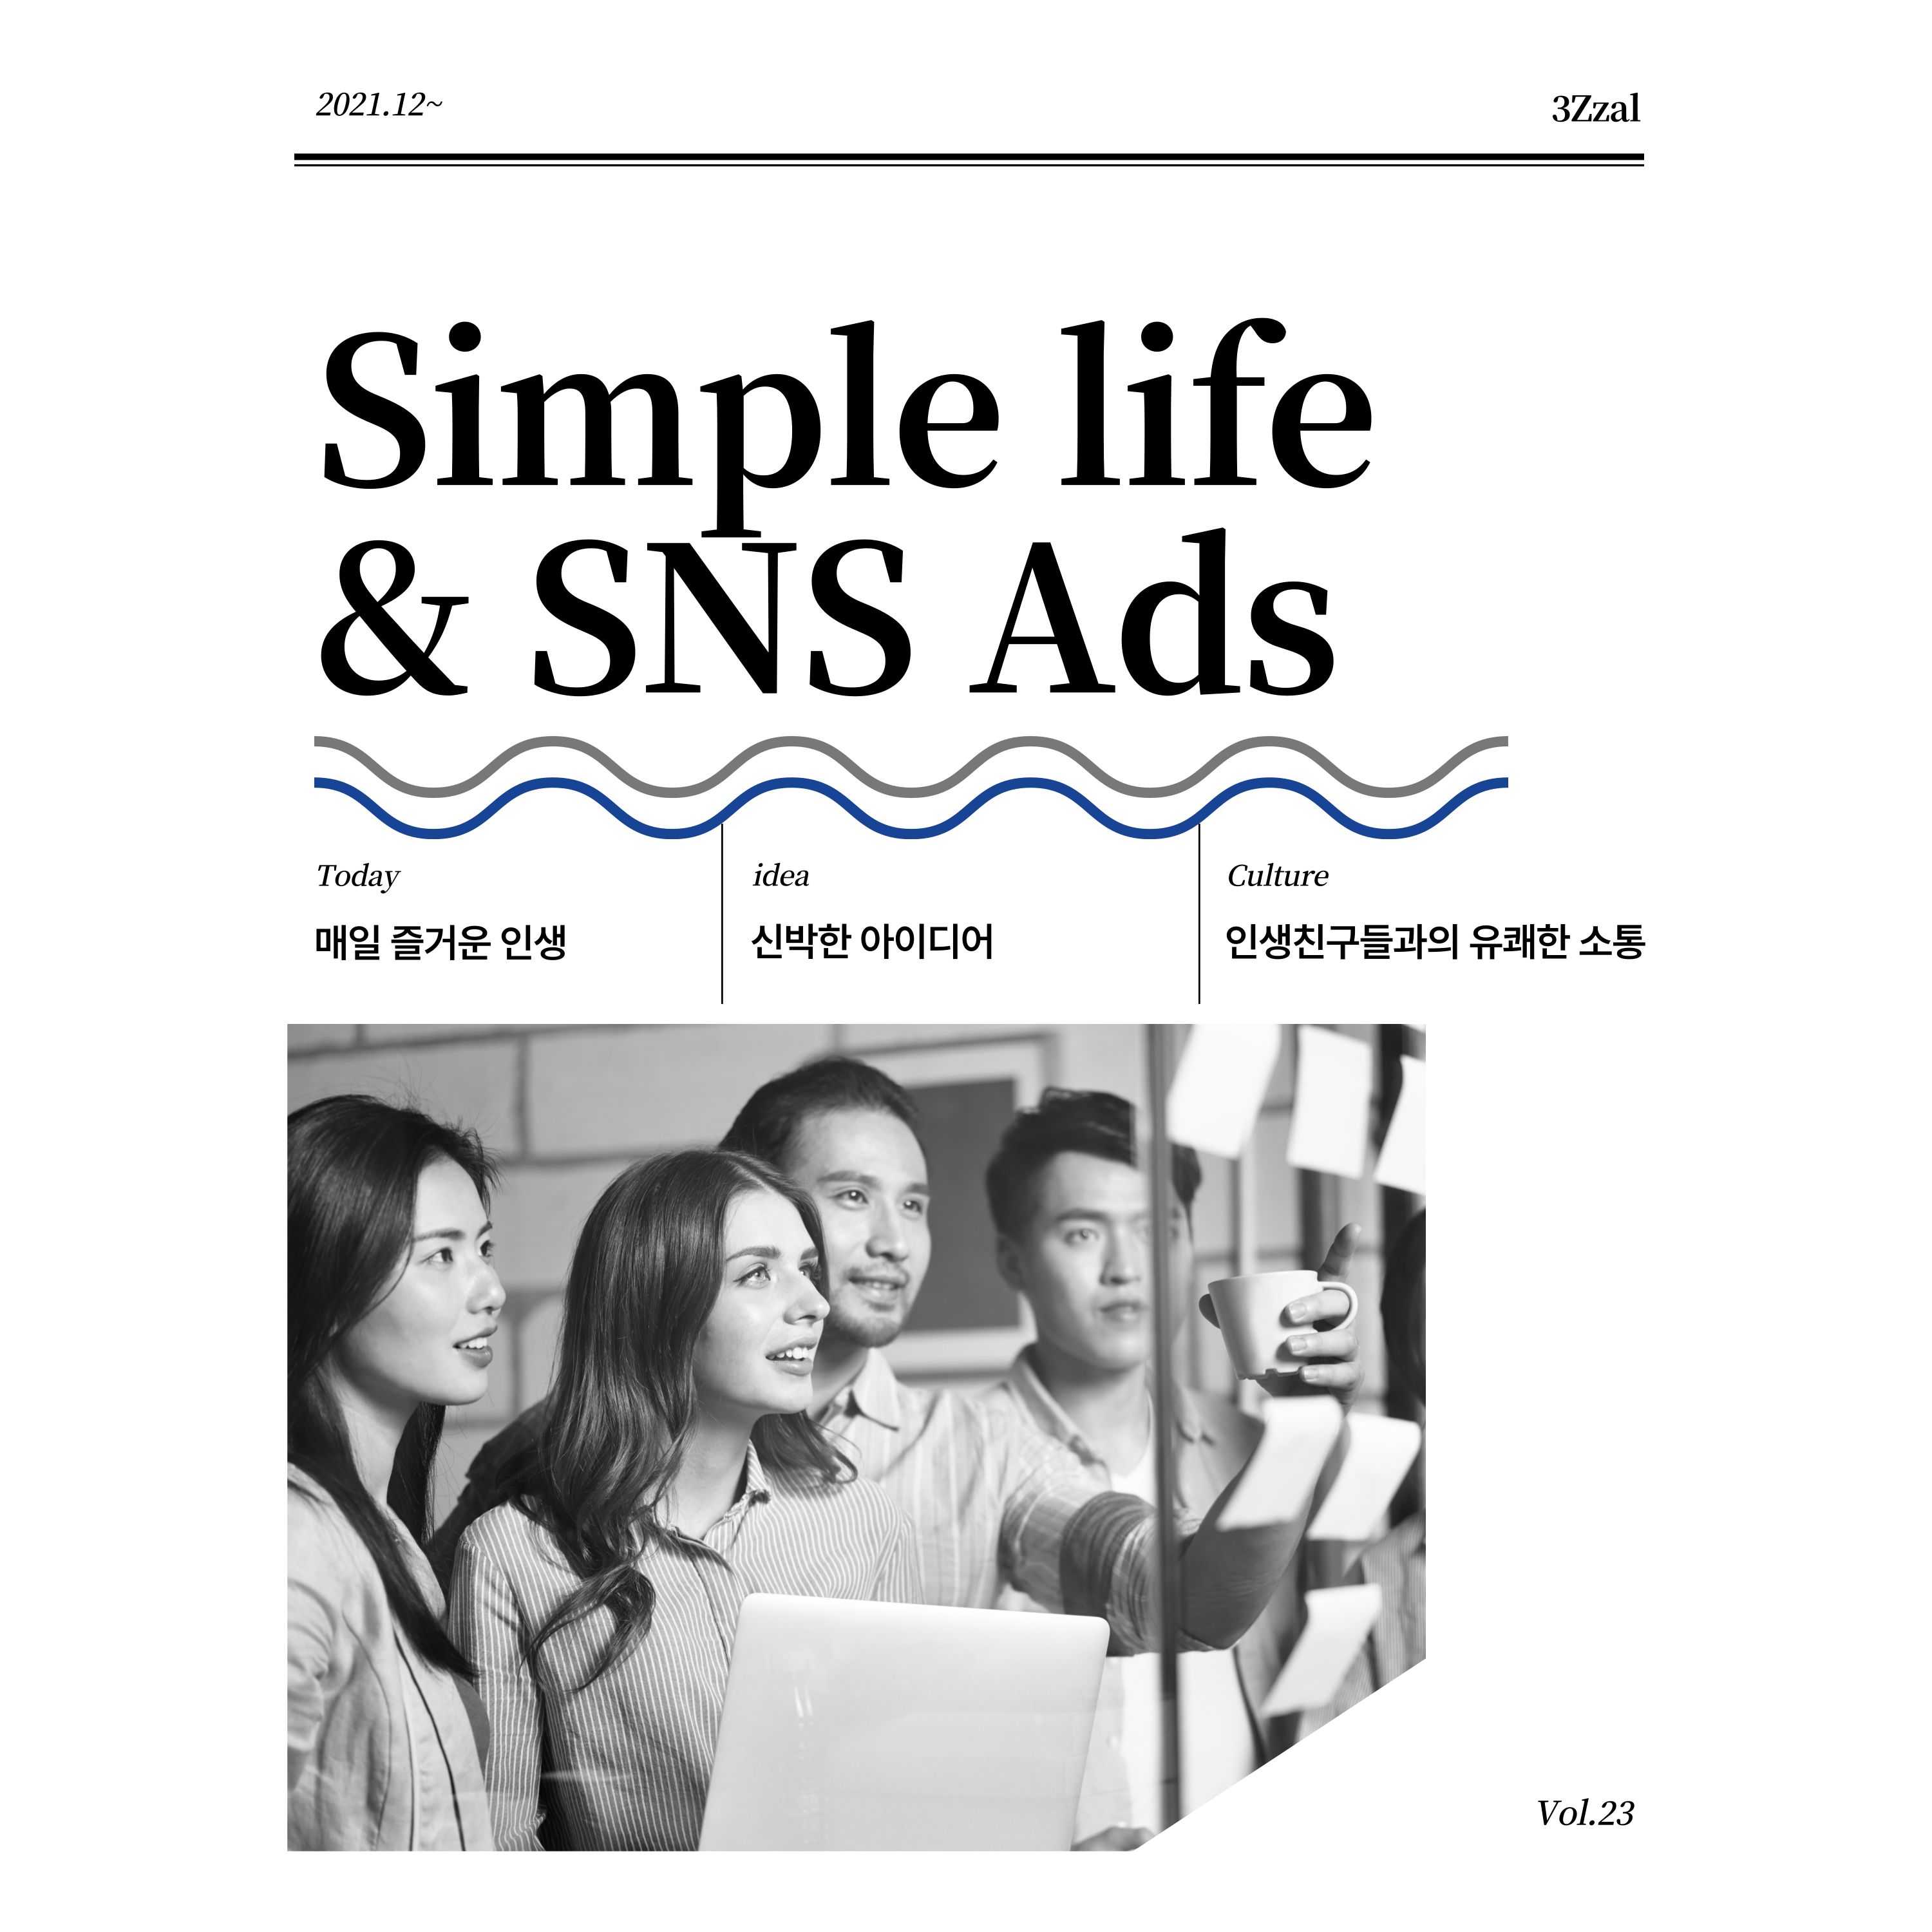 2021.12~
3Zzal
Simple life
& SNS Ads
Today
매일 즐거운 인생
idea
신박한 아이디어
Culture
인생친구들과의 유쾌한 소통
Vol.23